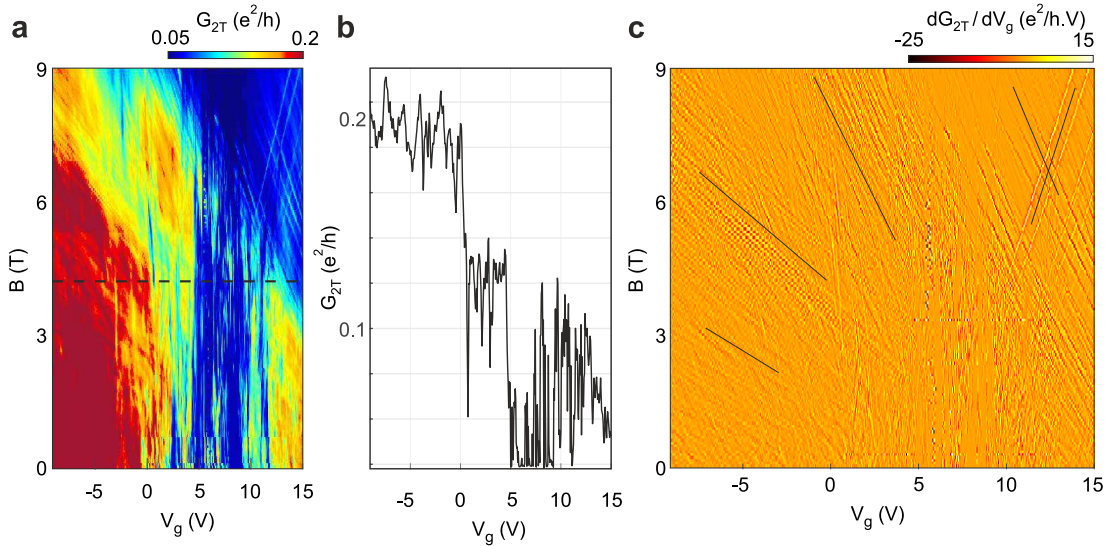 a
G2T (e2/h)
0.05 0.2
9
6
3
0
B (T)
-5 0 5 10 15
Vg (V)
b
0.2
0.1
G2T (e2/h)
-5 0 5 10 15
Vg (V)
c
dG2T / dVg (e2/h.V)
-25 15
9
6
3
0
B (T)
-5 0 5 10 15
Vg (V)